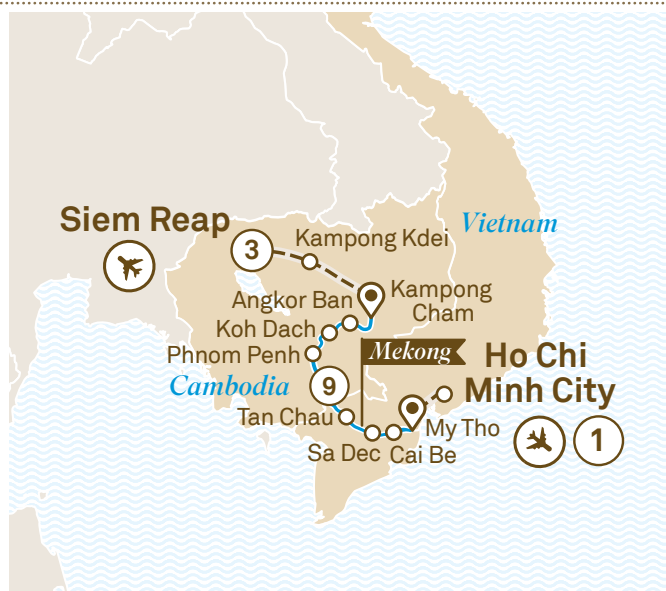 Siem Reap
3
Kampong Kdei
Vietnam
Angkor Ban
Kampong
Cham
Koh Dach
Phnom Penh
Mekong
Ho Chi
Minh City
Cambodia
9
Tan Chau
My Tho
1
Sa Dec
Cai Be